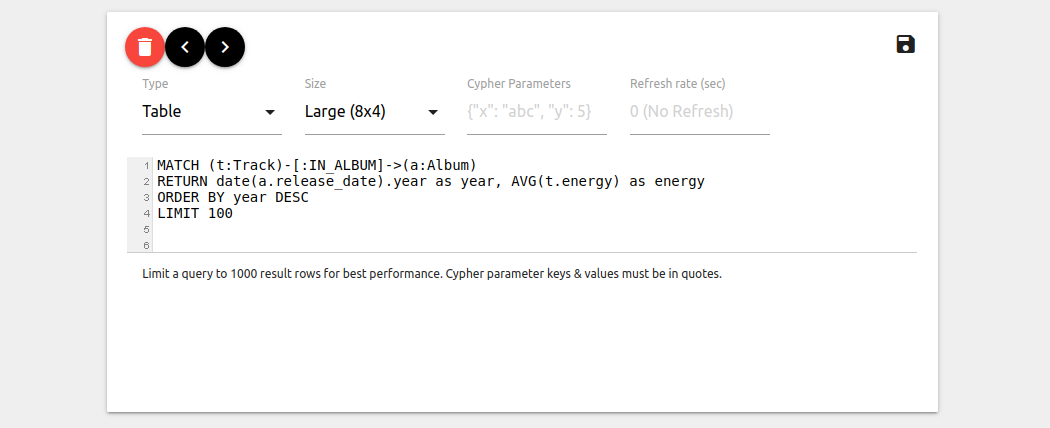 Type Size Cypher Parameters Refresh rate (sec)
Table Large (8x4) {"x": "abc", "y": 5} 0 (No Refresh)
1 MATCH (t:Track)-[:IN_ALBUM]->(a:Album)
2 RETURN date(a.release_date).year as year, AVG(t.energy) as energy
3 ORDER BY year DESC
4 LIMIT 100
5
6
Limit a query to 1000 result rows for best performance. Cypher parameter keys & values must be in quotes.